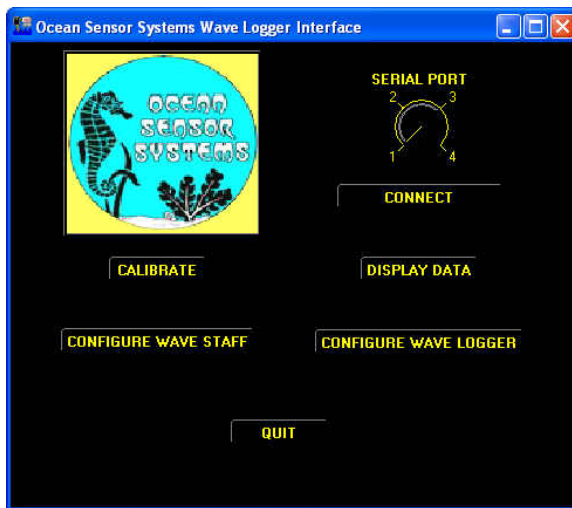 Ocean Sensor Systems Wave Logger Interface
OCEAN
SENSOR
SYSTEMS
SERIAL PORT
2 3
1 4
CONNECT
CALIBRATE
DISPLAY DATA
CONFIGURE WAVE STAFF
CONFIGURE WAVE LOGGER
QUIT